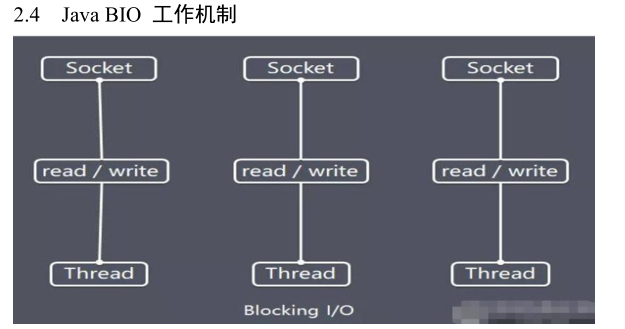 2.4 Java BIO 工作机制
Socket Socket Socket
read / write read / write read / write
Thread Thread Thread
Blocking I/O